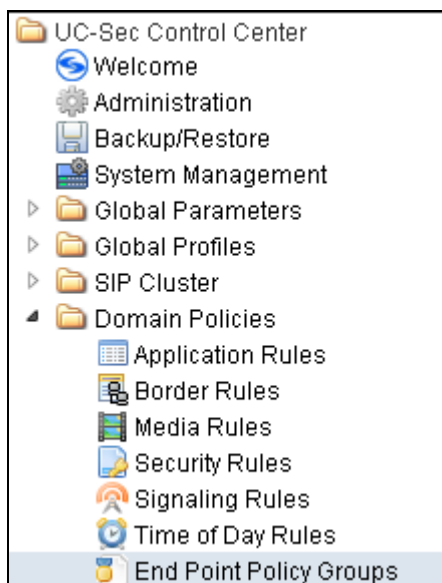 UC-Sec Control Center
Welcome
Administration
Backup/Restore
System Management
Global Parameters
Global Profiles
SIP Cluster
Domain Policies
Application Rules
Border Rules
Media Rules
Security Rules
Signaling Rules
Time of Day Rules
End Point Policy Groups